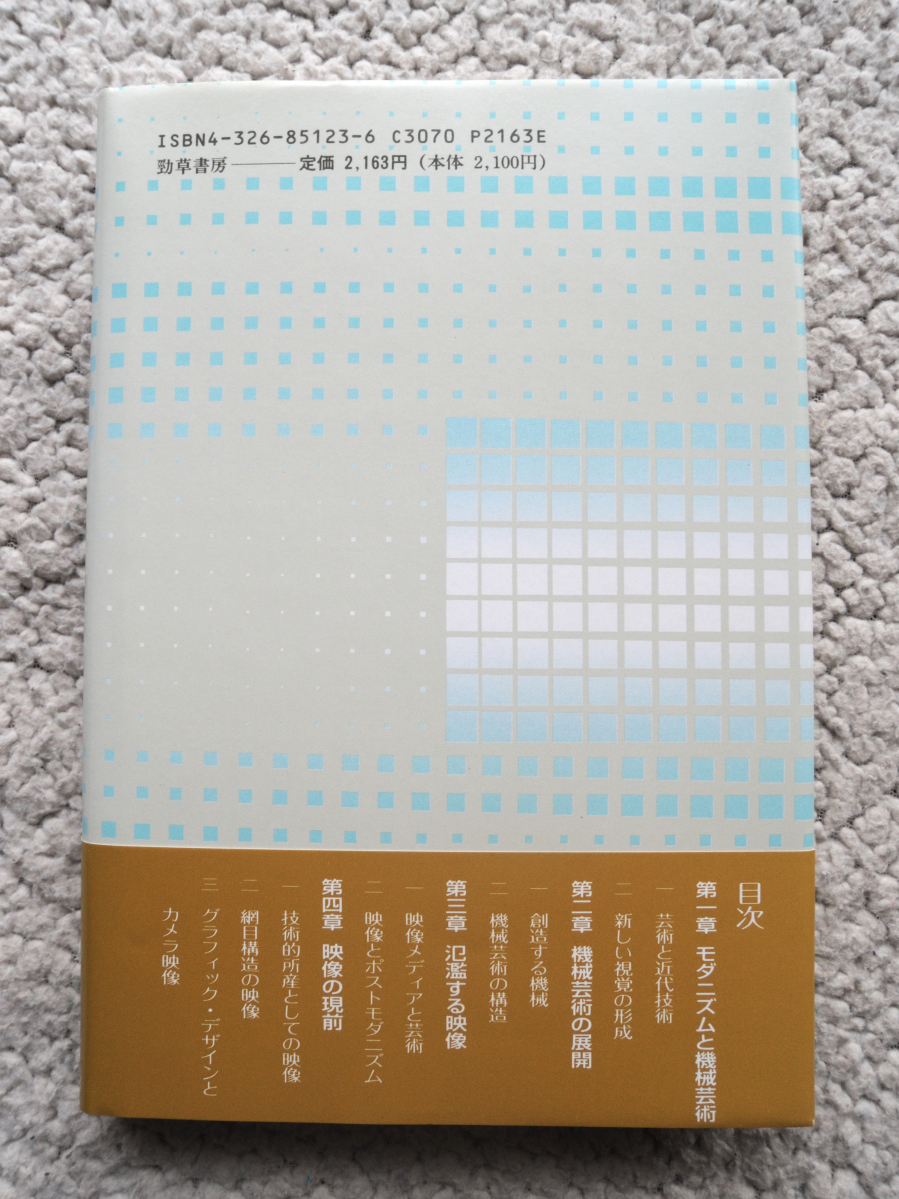 ISBN4-326-85123-6 C3070 P2163E
勁草書房―――定価 2,163円（本体 2,100円）
目次
第一章 モダニズムと機械芸術
一 芸術と近代技術
二 新しい視覚の形成
第二章 機械芸術の展開
一 創造する機械
二 機械芸術の構造
第三章 氾濫する映像
一 映像メディアと芸術
二 映像とポストモダニズム
第四章 映像の現前
一 技術的所産としての映像
二 網目構造の映像
三 グラフィック・デザインと
カメラ映像